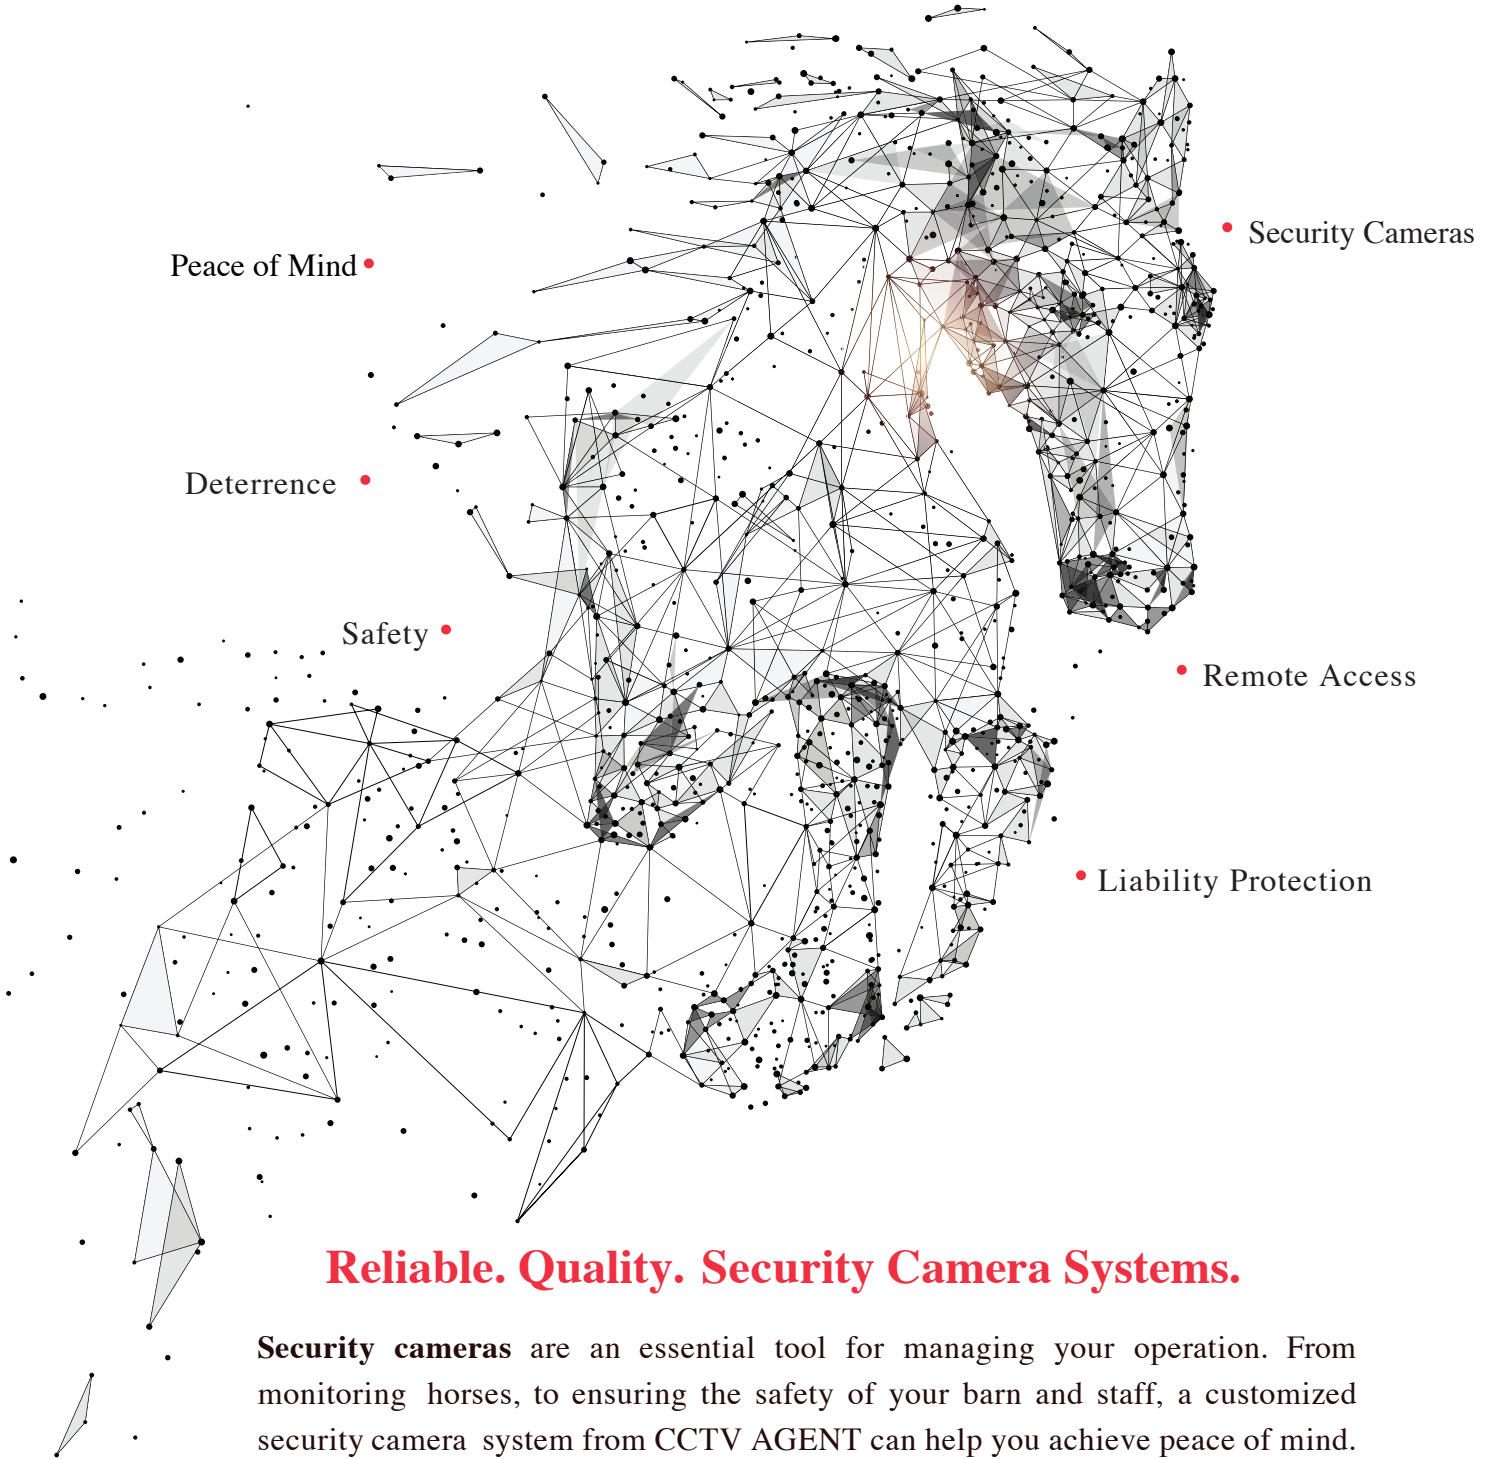 Security Cameras
Peace of Mind
Deterrence
Safety
Remote Access
Liability Protection
Reliable. Quality. Security Camera Systems.
Security cameras are an essential tool for managing your operation. From
monitoring horses, to ensuring the safety of your barn and staff, a customized
security camera system from CCTV AGENT can help you achieve peace of mind.